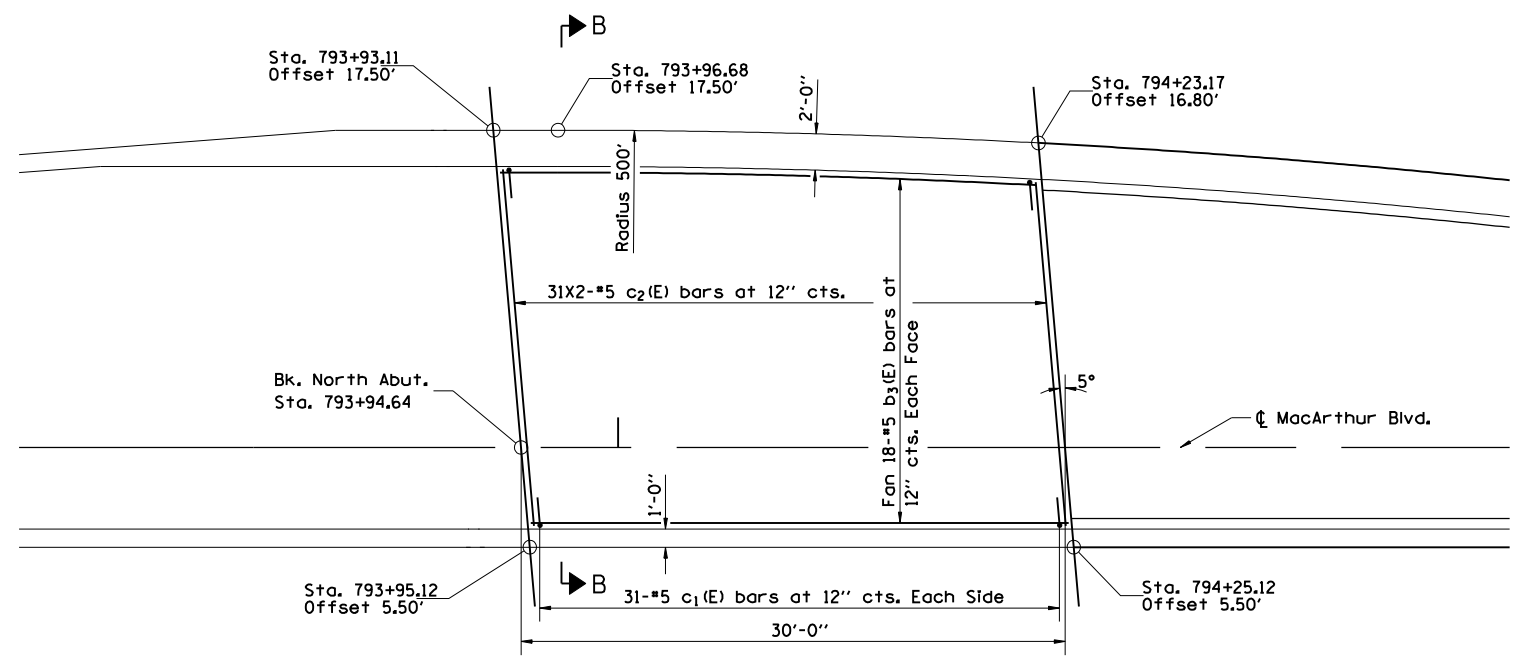 B
Sta. 793+93.11
Offset 17.50'
Sta. 793+96.68
Offset 17.50'
2'-0"
Sta. 794+23.17
Offset 16.80'
Radius 500'
31X2-#5 c₂(E) bars at 12" cts.
Fan 18-#5 b₃(E) bars at
12" cts. Each Face
Bk. North Abut.
Sta. 793+94.64
5°
℄ MacArthur Blvd.
1'-0"
Sta. 793+95.12
Offset 5.50'
B
31-#5 c₁(E) bars at 12" cts. Each Side
Sta. 794+25.12
Offset 5.50'
30'-0"